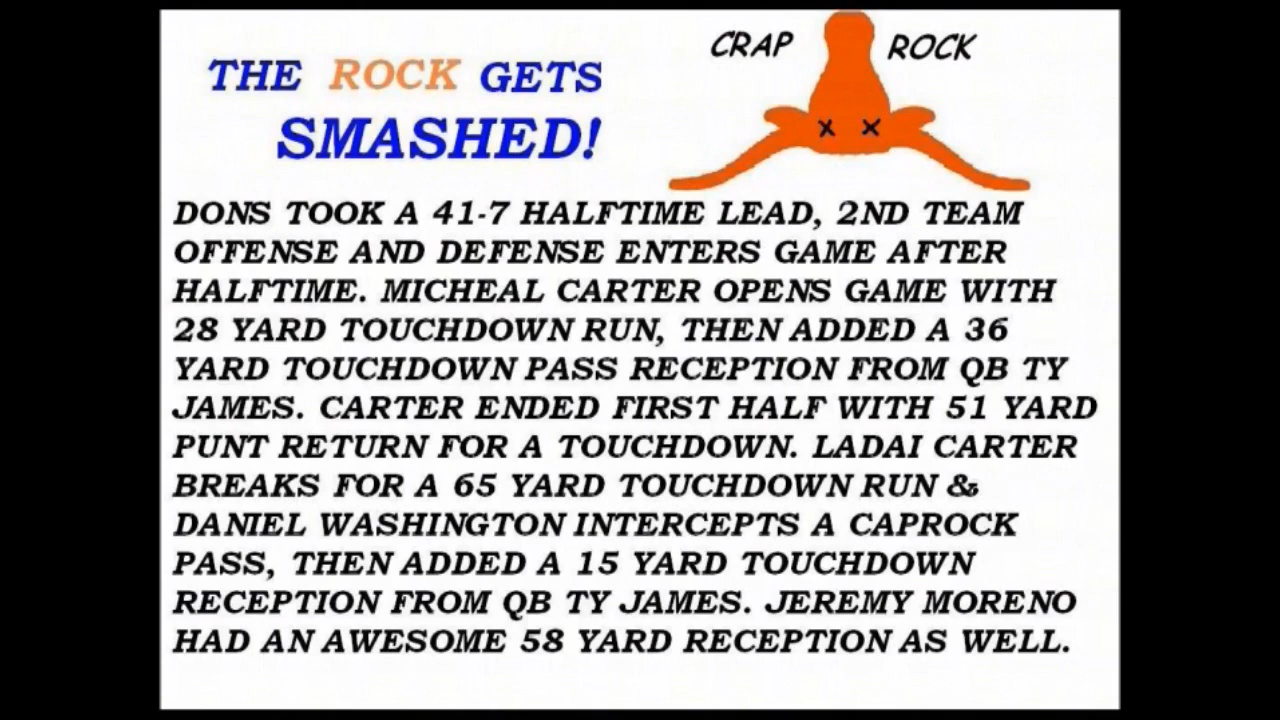 CRAP ROCK
THE ROCK GETS
SMASHED!
DONS TOOK A 41-7 HALFTIME LEAD, 2ND TEAM
OFFENSE AND DEFENSE ENTERS GAME AFTER
HALFTIME. MICHEAL CARTER OPENS GAME WITH
28 YARD TOUCHDOWN RUN, THEN ADDED A 36
YARD TOUCHDOWN PASS RECEPTION FROM QB TY
JAMES. CARTER ENDED FIRST HALF WITH 51 YARD
PUNT RETURN FOR A TOUCHDOWN. LADAI CARTER
BREAKS FOR A 65 YARD TOUCHDOWN RUN &
DANIEL WASHINGTON INTERCEPTS A CAPROCK
PASS, THEN ADDED A 15 YARD TOUCHDOWN
RECEPTION FROM QB TY JAMES. JEREMY MORENO
HAD AN AWESOME 58 YARD RECEPTION AS WELL.